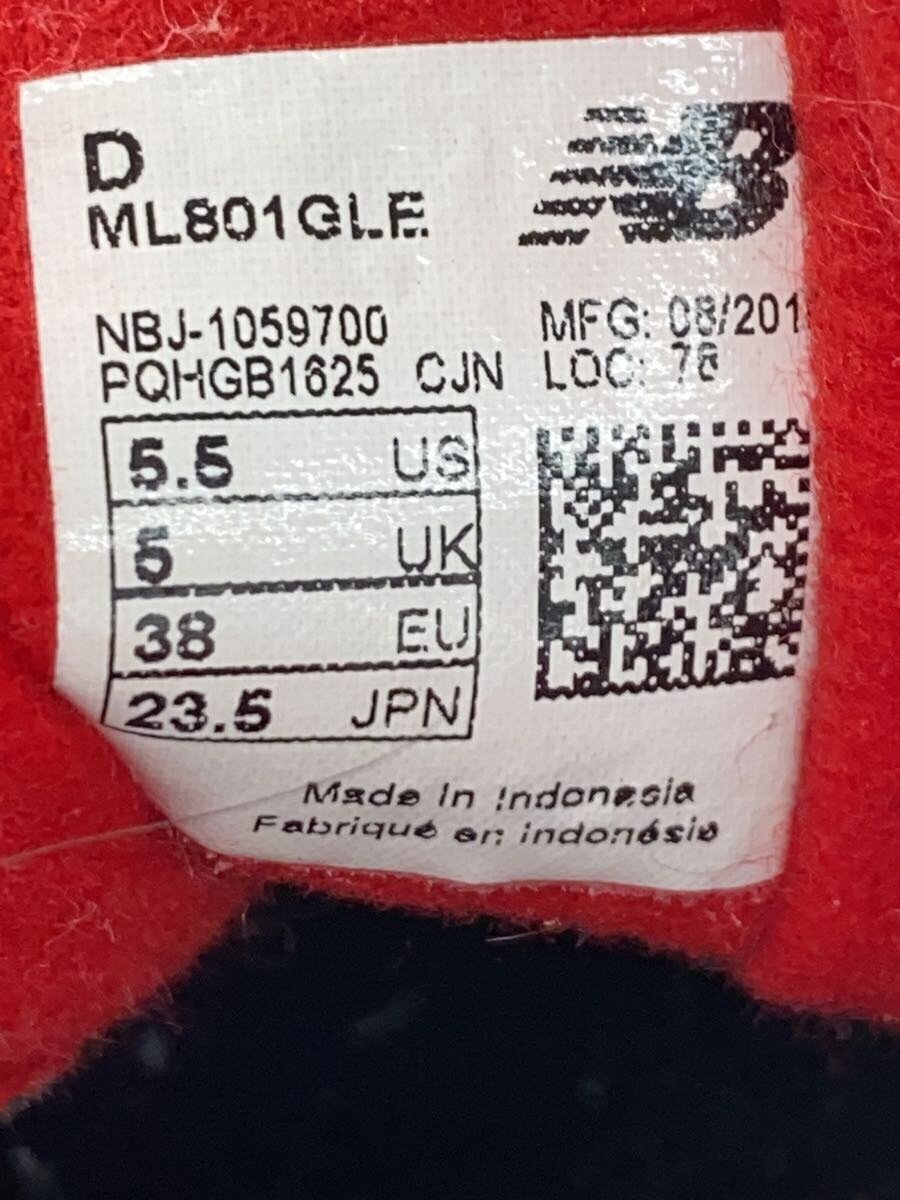 D
ML801GLE
NB
NBJ-1059700
PQHGB1625 CJN
MFG: 08/201
LOC: 76
5.5 US
5 UK
38 EU
23.5 JPN
Made in Indonesia
Fabriqué en indonésie